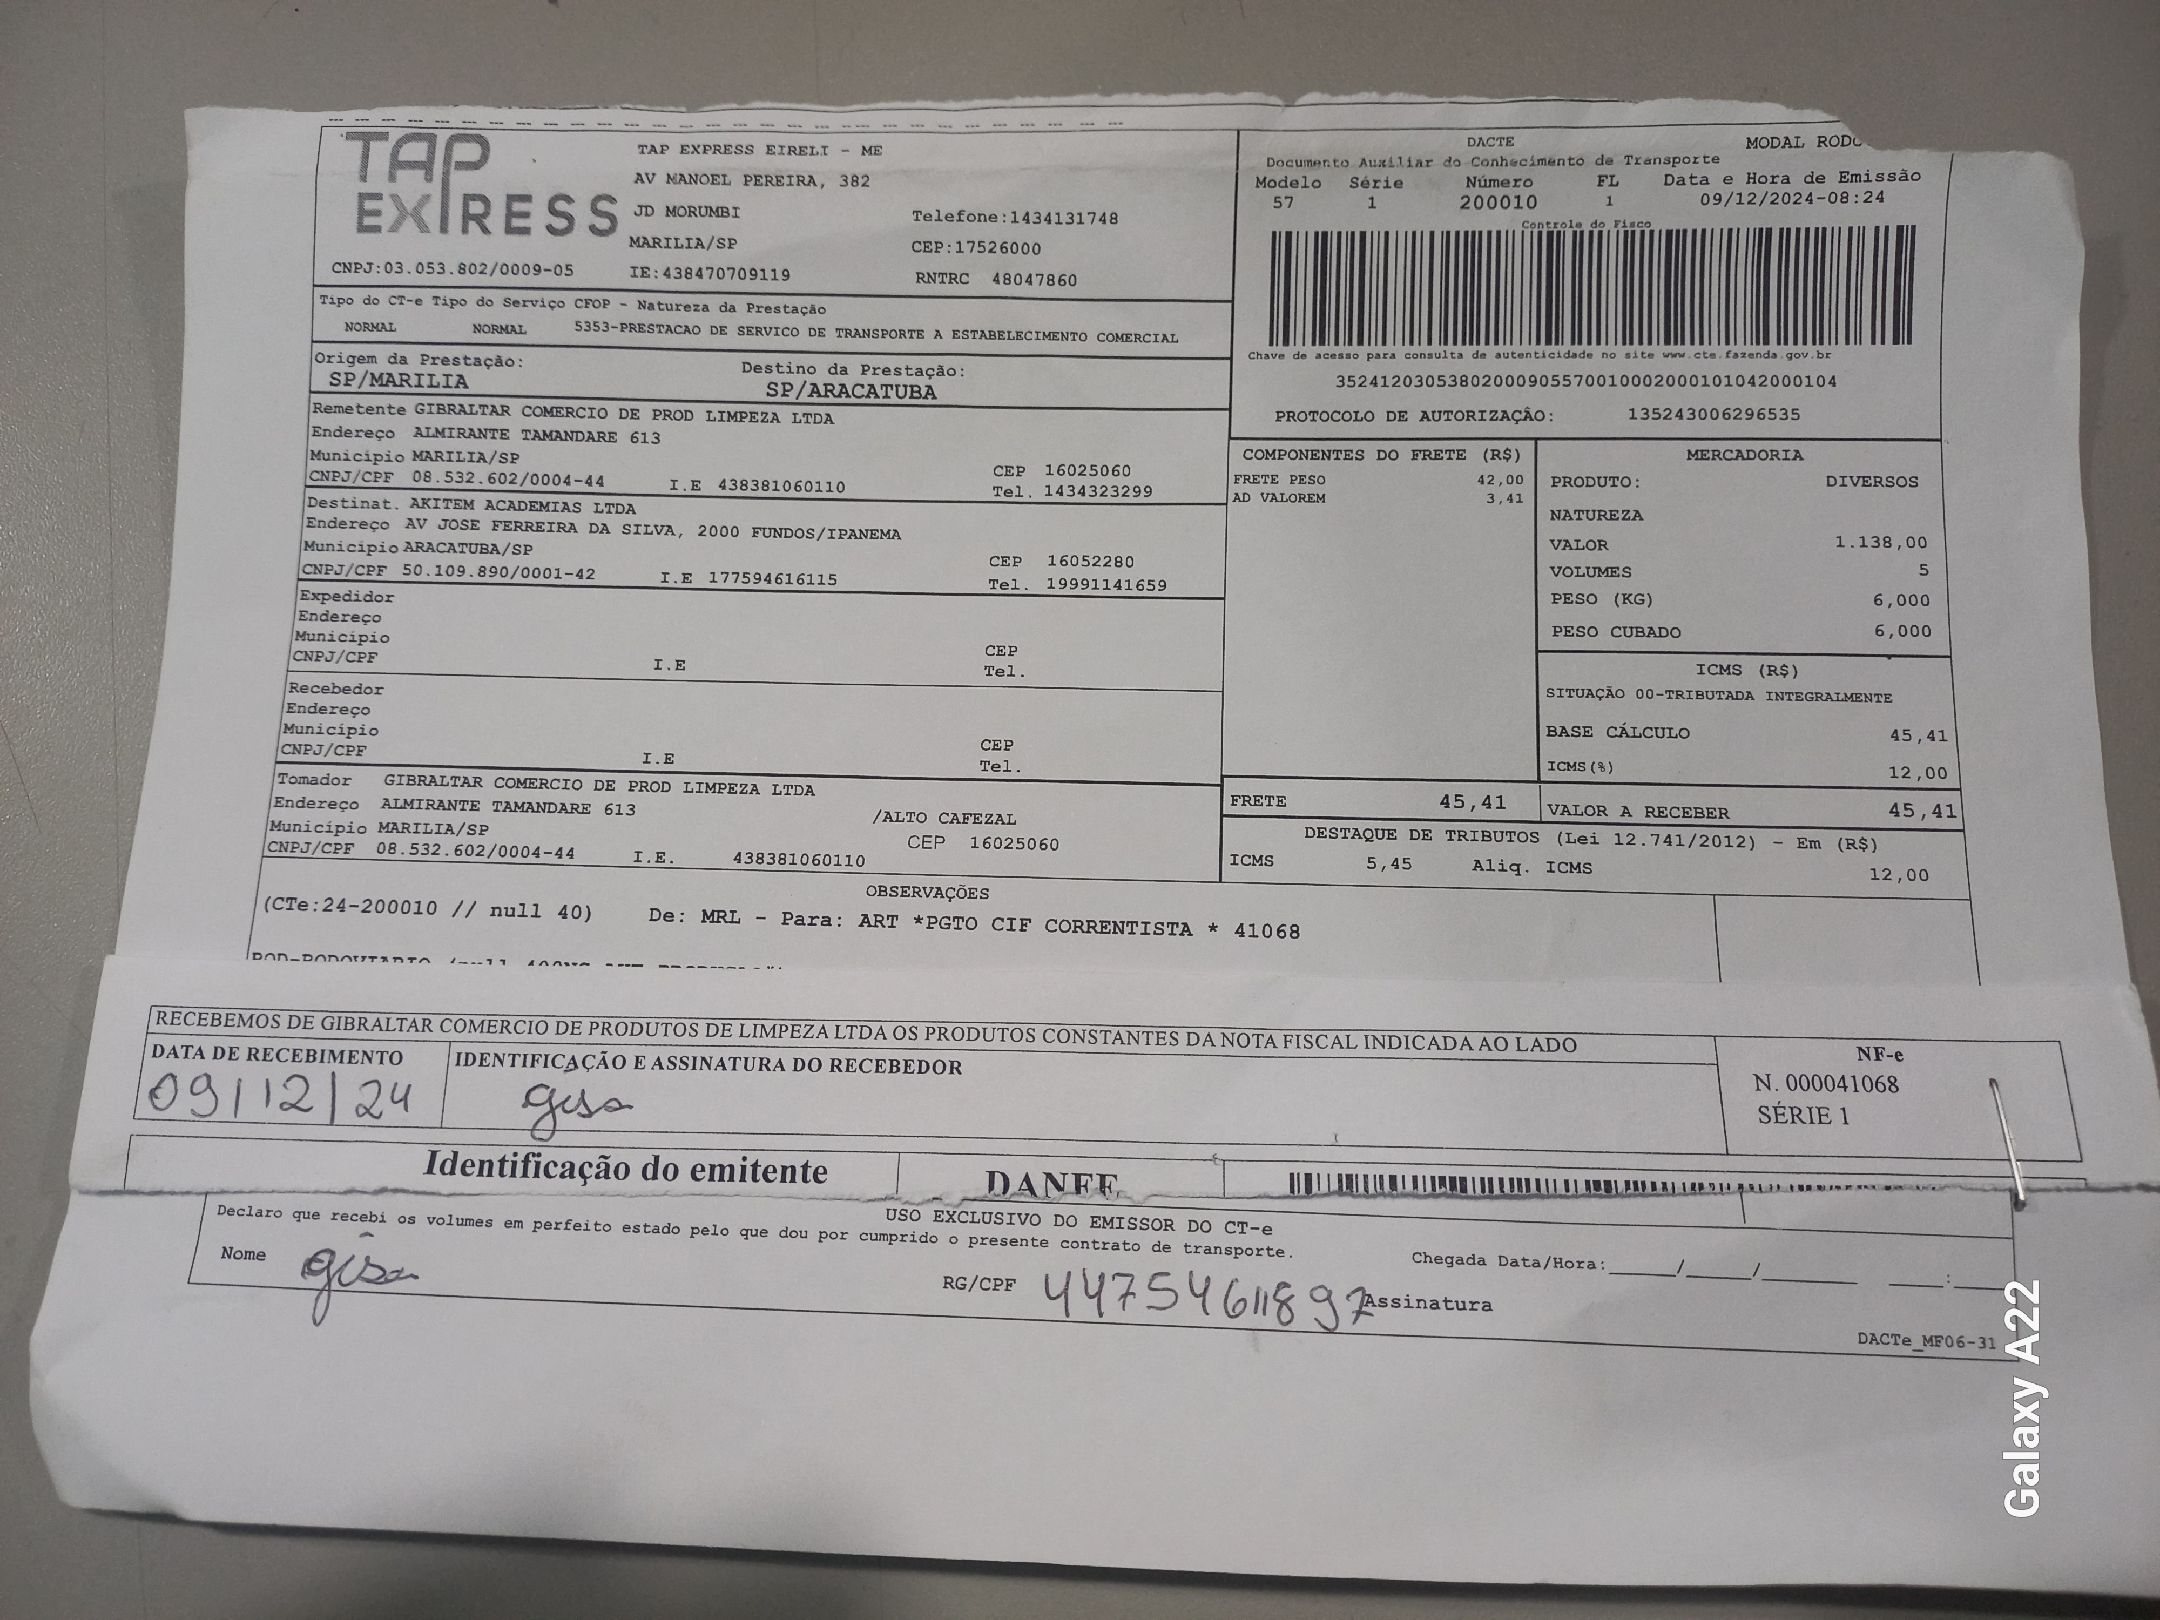 TAP EXPRESS
TAP EXPRESS EIRELI - ME
AV MANOEL PEREIRA, 382
JD MORUMBI Telefone:1434131748
MARILIA/SP CEP:17526000
CNPJ:03.053.802/0009-05 IE:438470709119 RNTRC 48047860
DACTE MODAL
Documento Auxiliar do Conhecimento de Transporte
Modelo Série Número FL Data e Hora de Emissão
57 1 200010 1 09/12/2024-08:24
Controle do Fisco
Chave de acesso para consulta de autenticidade no site www.cte.fazenda.gov.br
35241203053802000905570010002000101042000104
PROTOCOLO DE AUTORIZAÇÂO: 135243006296535
Tipo do CT-e Tipo do Serviço CFOP - Natureza da Prestação
NORMAL NORMAL 5353-PRESTACAO DE SERVICO DE TRANSPORTE A ESTABELECIMENTO COMERCIAL
Origem da Prestação: Destino da Prestação:
SP/MARILIA SP/ARACATUBA
Remetente GIBRALTAR COMERCIO DE PROD LIMPEZA LTDA
Endereço ALMIRANTE TAMANDARE 613
Município MARILIA/SP CEP 16025060
CNPJ/CPF 08.532.602/0004-44 I.E 438381060110 Tel. 1434323299
Destinat. AKITEM ACADEMIAS LTDA
Endereço AV JOSE FERREIRA DA SILVA, 2000 FUNDOS/IPANEMA
Município ARACATUBA/SP CEP 16052280
CNPJ/CPF 50.109.890/0001-42 I.E 177594616115 Tel. 19991141659
Expedidor
Endereço
Município CEP
CNPJ/CPF I.E Tel.
Recebedor
Endereço
Município CEP
CNPJ/CPF I.E Tel.
Tomador GIBRALTAR COMERCIO DE PROD LIMPEZA LTDA
Endereço ALMIRANTE TAMANDARE 613 /ALTO CAFEZAL
Município MARILIA/SP CEP 16025060
CNPJ/CPF 08.532.602/0004-44 I.E. 438381060110
COMPONENTES DO FRETE (R$)
FRETE PESO 42,00
AD VALOREM 3,41
MERCADORIA
PRODUTO: DIVERSOS
NATUREZA
VALOR 1.138,00
VOLUMES 5
PESO (KG) 6,000
PESO CUBADO 6,000
ICMS (R$)
SITUAÇÃO 00-TRIBUTADA INTEGRALMENTE
BASE CÁLCULO 45,41
ICMS(%) 12,00
FRETE 45,41 VALOR A RECEBER 45,41
DESTAQUE DE TRIBUTOS (Lei 12.741/2012) - Em (R$)
ICMS 5,45 Aliq. ICMS 12,00
OBSERVAÇÕES
(CTe:24-200010 // null 40) De: MRL - Para: ART *PGTO CIF CORRENTISTA * 41068
RECEBEMOS DE GIBRALTAR COMERCIO DE PRODUTOS DE LIMPEZA LTDA OS PRODUTOS CONSTANTES DA NOTA FISCAL INDICADA AO LADO
DATA DE RECEBIMENTO IDENTIFICAÇÃO E ASSINATURA DO RECEBEDOR
09/12/24 gisa
NF-e
N. 000041068
SÉRIE 1
Identificação do emitente DANFE
USO EXCLUSIVO DO EMISSOR DO CT-e
Declaro que recebi os volumes em perfeito estado pelo que dou por cumprido o presente contrato de transporte.
Nome gisa RG/CPF 44754611897 Assinatura
Chegada Data/Hora:_____/_____/_______ ____:____
DACTe_MF06-31
Galaxy A22